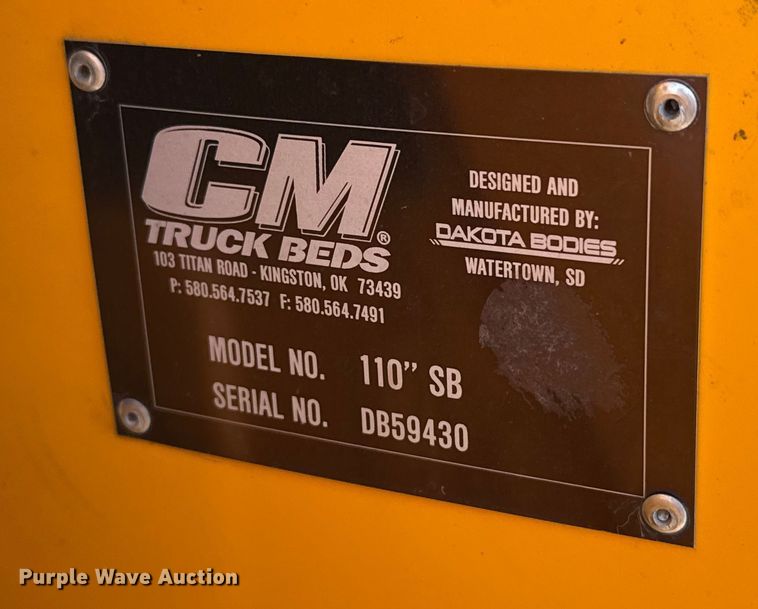 CM®
TRUCK BEDS
103 TITAN ROAD - KINGSTON, OK 73439
P: 580.564.7537 F: 580.564.7491
DESIGNED AND
MANUFACTURED BY:
DAKOTA BODIES
WATERTOWN, SD
MODEL NO. 110" SB
SERIAL NO. DB59430
Purple Wave Auction